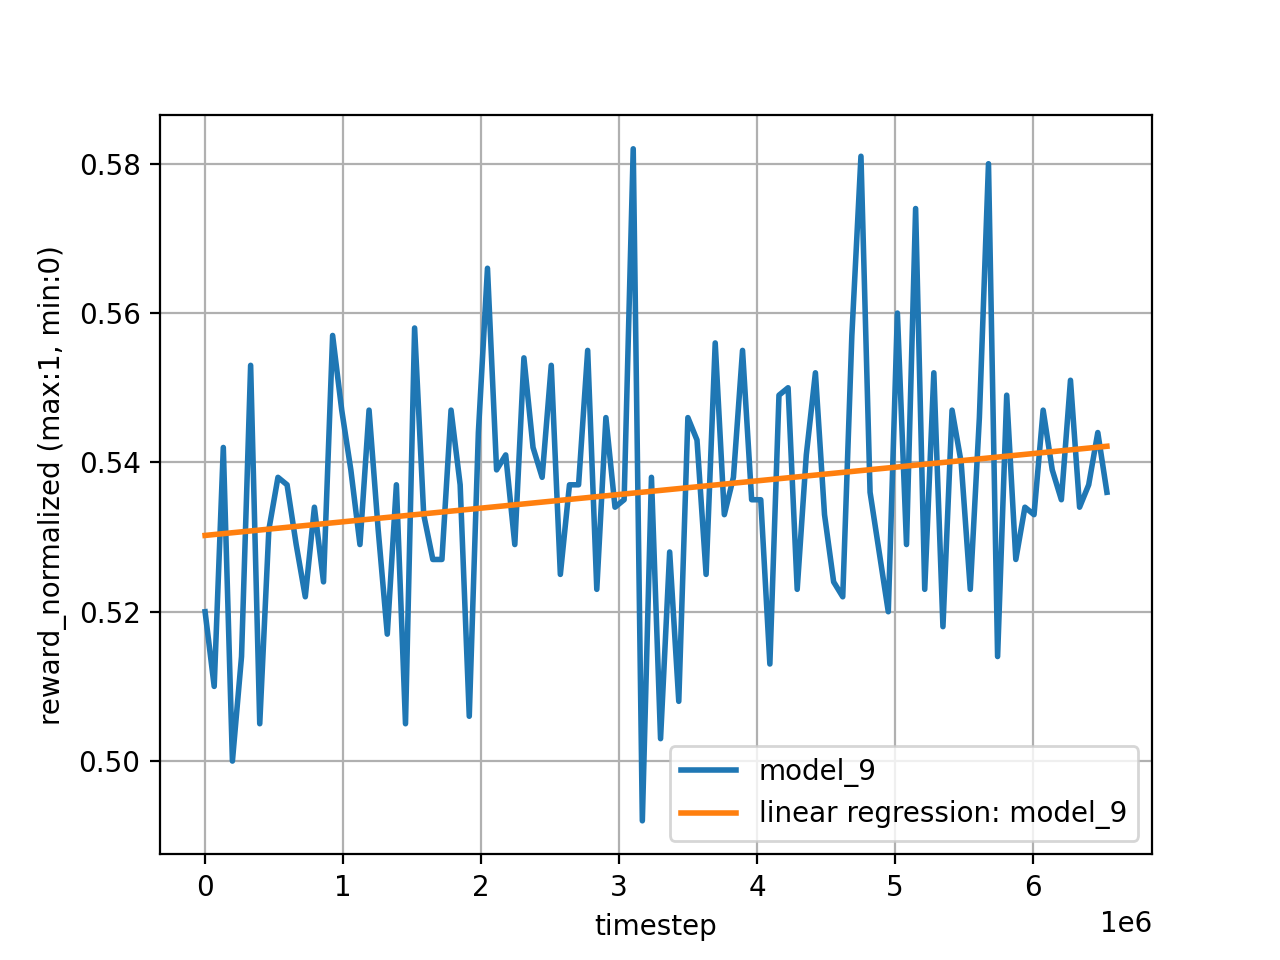 reward_normalized (max:1, min:0)
0.58
0.56
0.54
0.52
0.50
model_9
linear regression: model_9
0 1 2 3 4 5 6
1e6
timestep